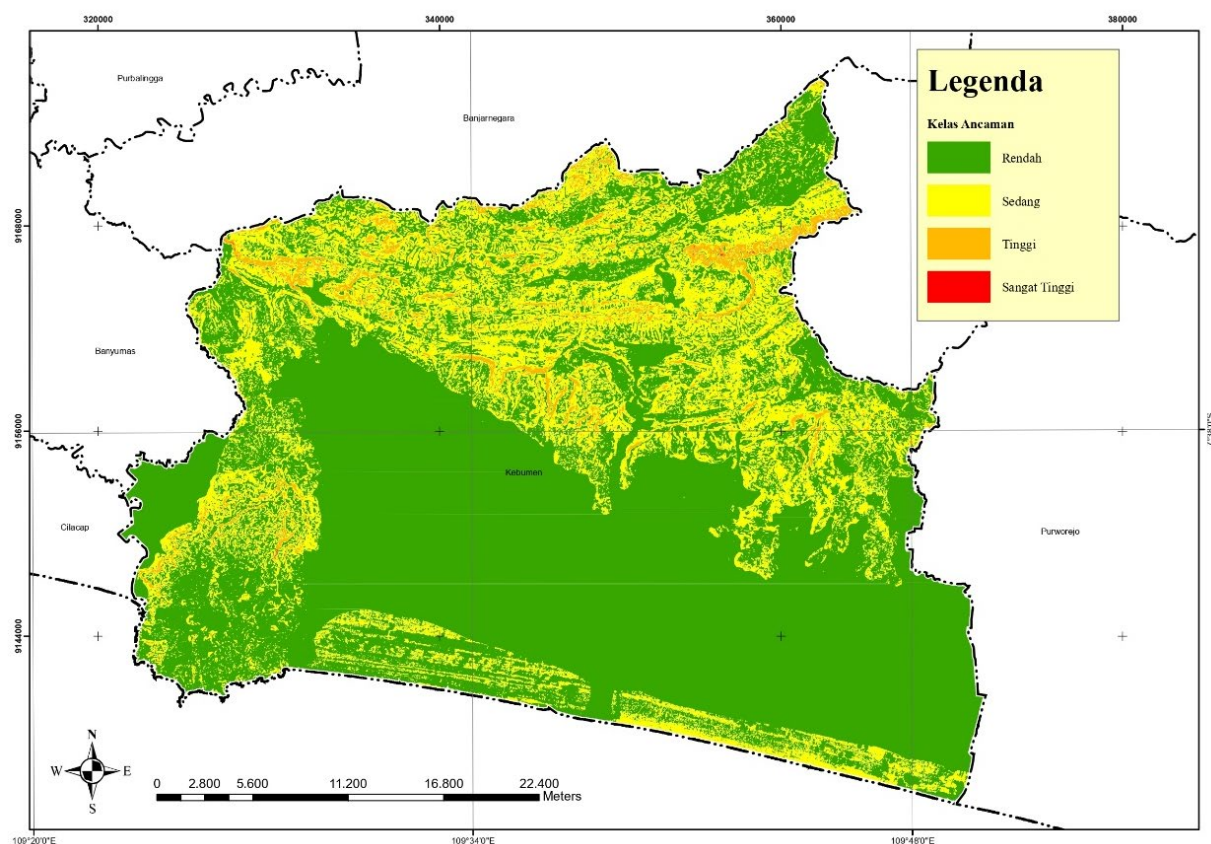 320000
340000
360000
380000
Purbalingga
Banjarnegara
Legenda
Kelas Ancaman
Rendah
Sedang
Tinggi
Sangat Tinggi
9168000
Banyumas
9156000
Kebumen
Cilacap
Purworejo
9144000
N
W
E
S
0
2.800
5.600
11.200
16.800
22.400
Meters
109°20'0"E
109°34'0"E
109°48'0"E